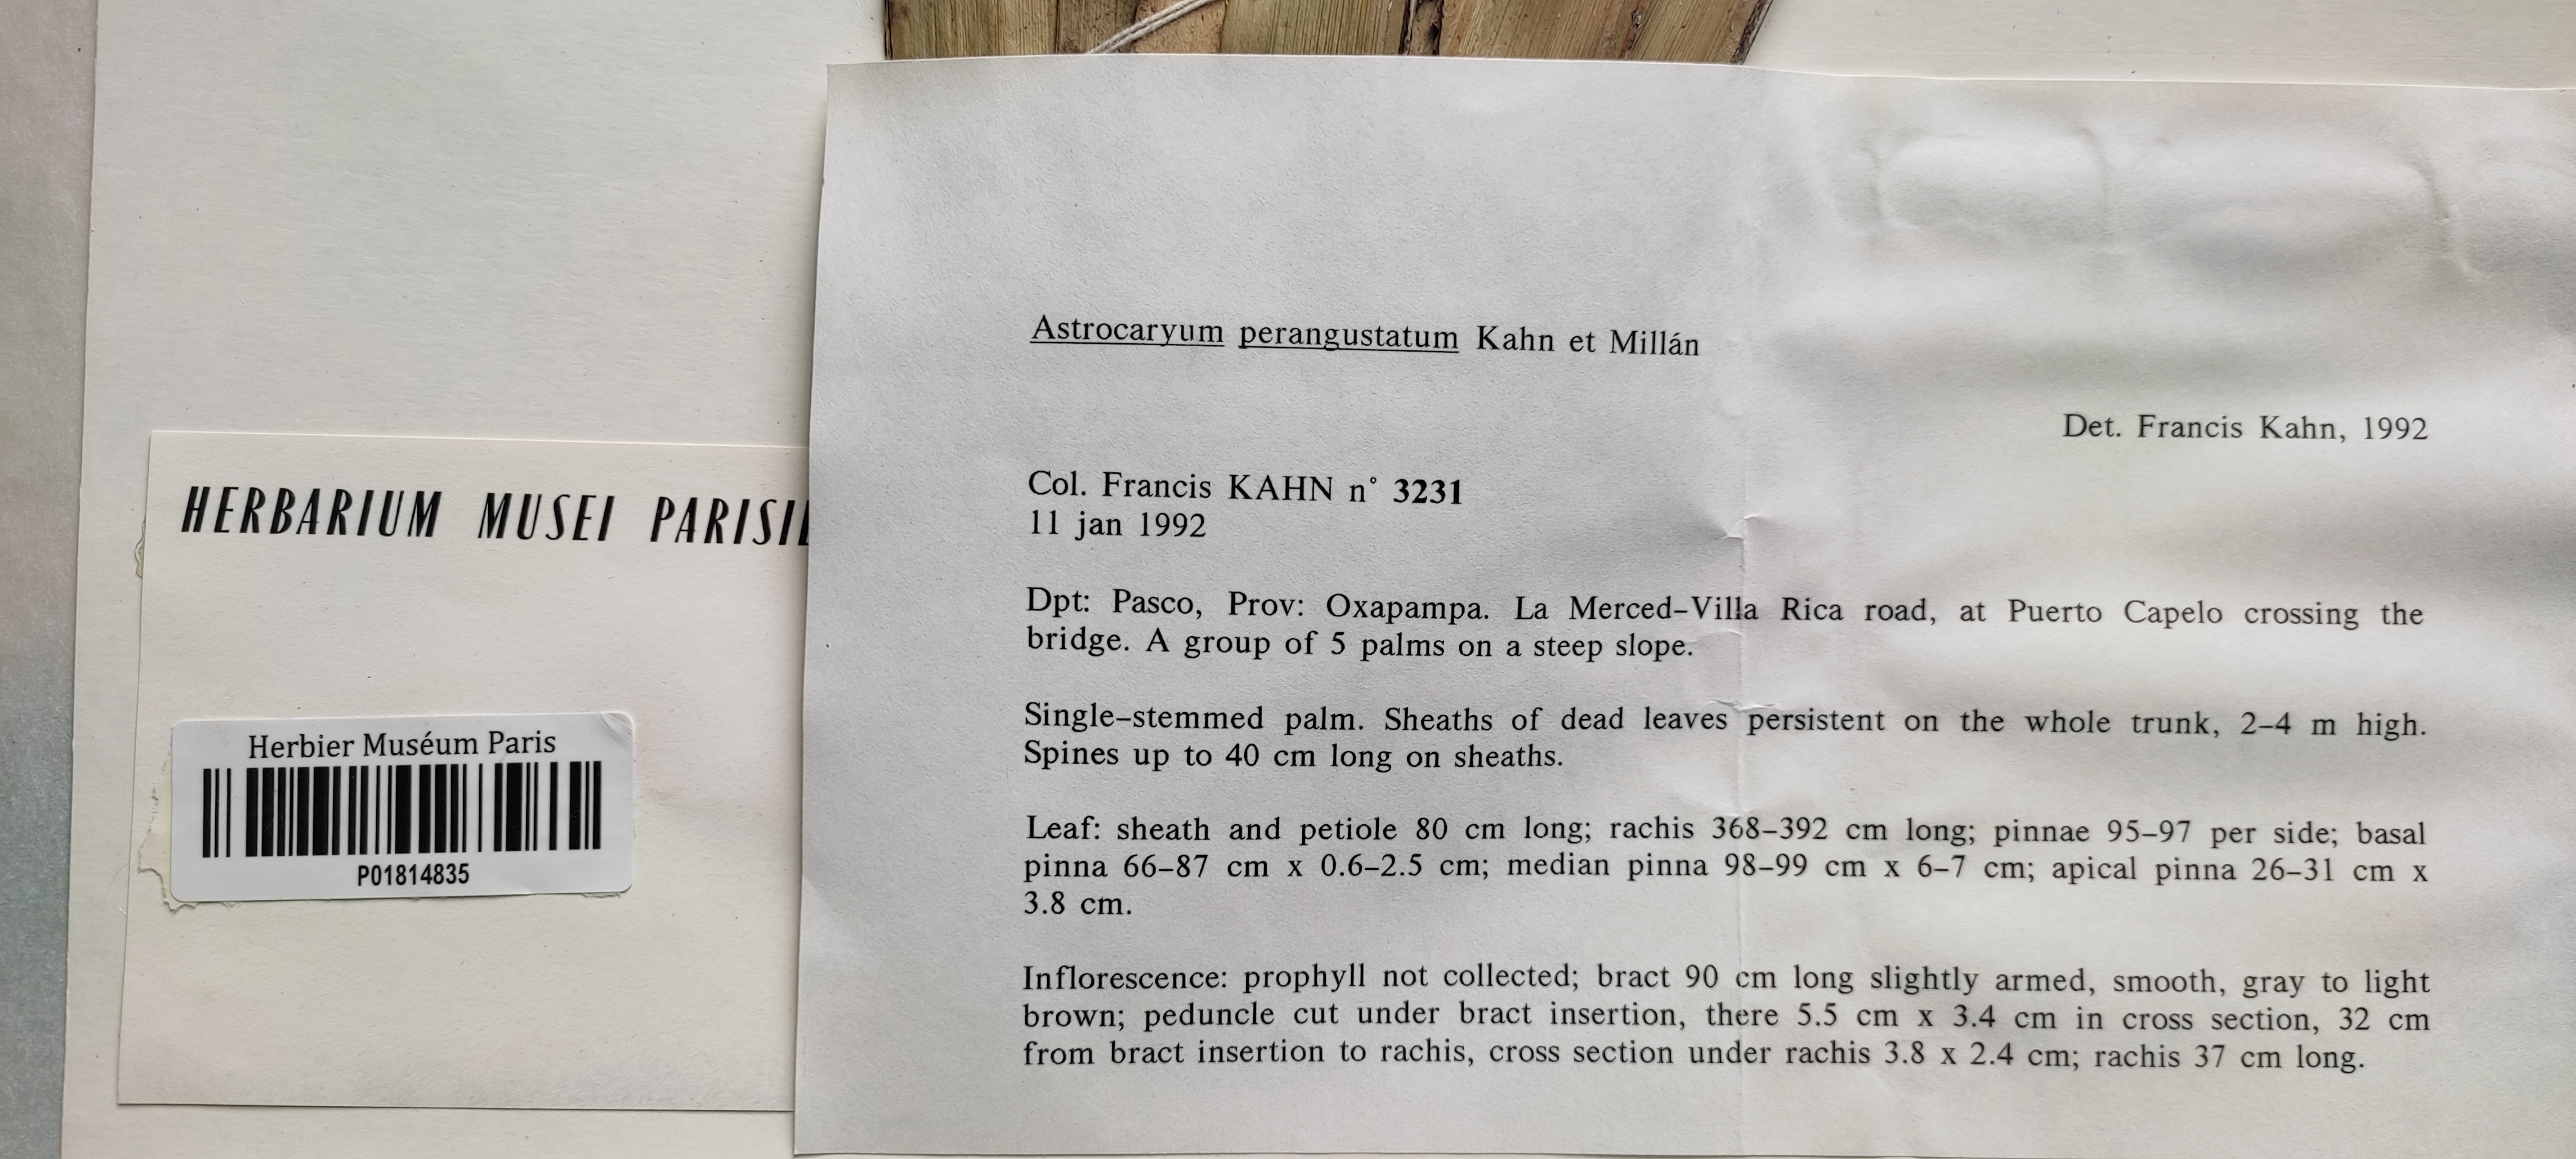 HERBARIUM MUSEI PARISI
Herbier Muséum Paris
P01814835
Astrocaryum perangustatum Kahn et Millán
Det. Francis Kahn, 1992
Col. Francis KAHN n° 3231
11 jan 1992
Dpt: Pasco, Prov: Oxapampa. La Merced-Villa Rica road, at Puerto Capelo crossing the
bridge. A group of 5 palms on a steep slope.
Single-stemmed palm. Sheaths of dead leaves persistent on the whole trunk, 2-4 m high.
Spines up to 40 cm long on sheaths.
Leaf: sheath and petiole 80 cm long; rachis 368-392 cm long; pinnae 95-97 per side; basal
pinna 66-87 cm x 0.6-2.5 cm; median pinna 98-99 cm x 6-7 cm; apical pinna 26-31 cm x
3.8 cm.
Inflorescence: prophyll not collected; bract 90 cm long slightly armed, smooth, gray to light
brown; peduncle cut under bract insertion, there 5.5 cm x 3.4 cm in cross section, 32 cm
from bract insertion to rachis, cross section under rachis 3.8 x 2.4 cm; rachis 37 cm long.